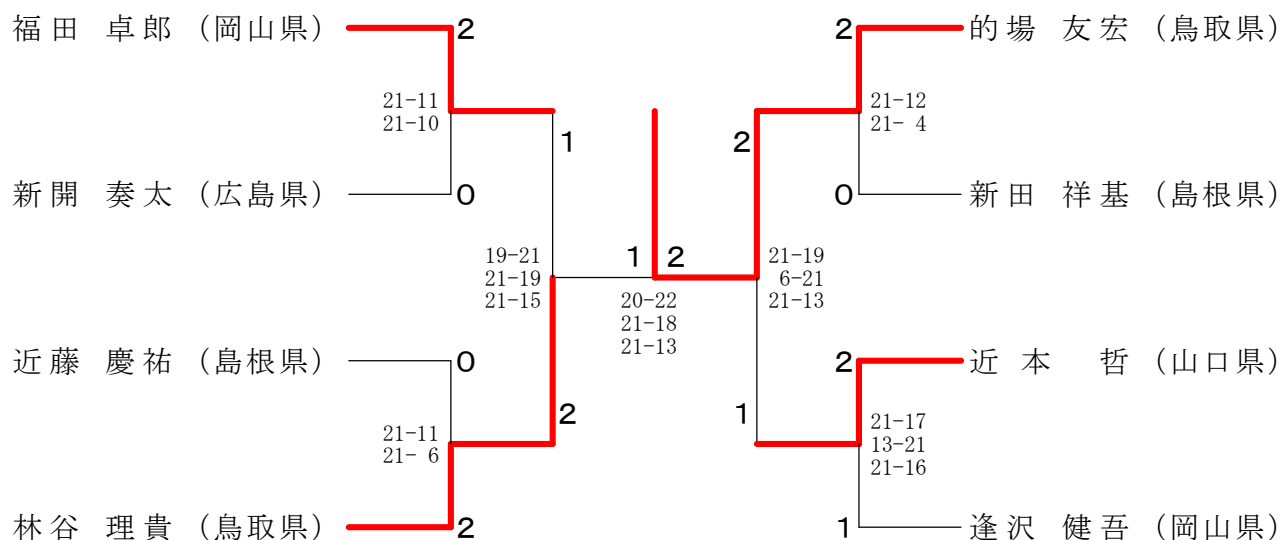 福田 卓郎 (岡山県) 2 2 的場 友宏 (鳥取県)
21-11 21-12
21-10 21- 4
1 2
新開 奏太 (広島県) 0 0 新田 祥基 (島根県)
19-21 1 2 21-19
21-19 6-21
21-15 21-13
20-22
21-18
21-13
近藤 慶祐 (島根県) 0 2 近本 哲 (山口県)
2 1
21-11 21-17
21- 6 13-21
21-16
林谷 理貴 (鳥取県) 2 1 逢沢 健吾 (岡山県)